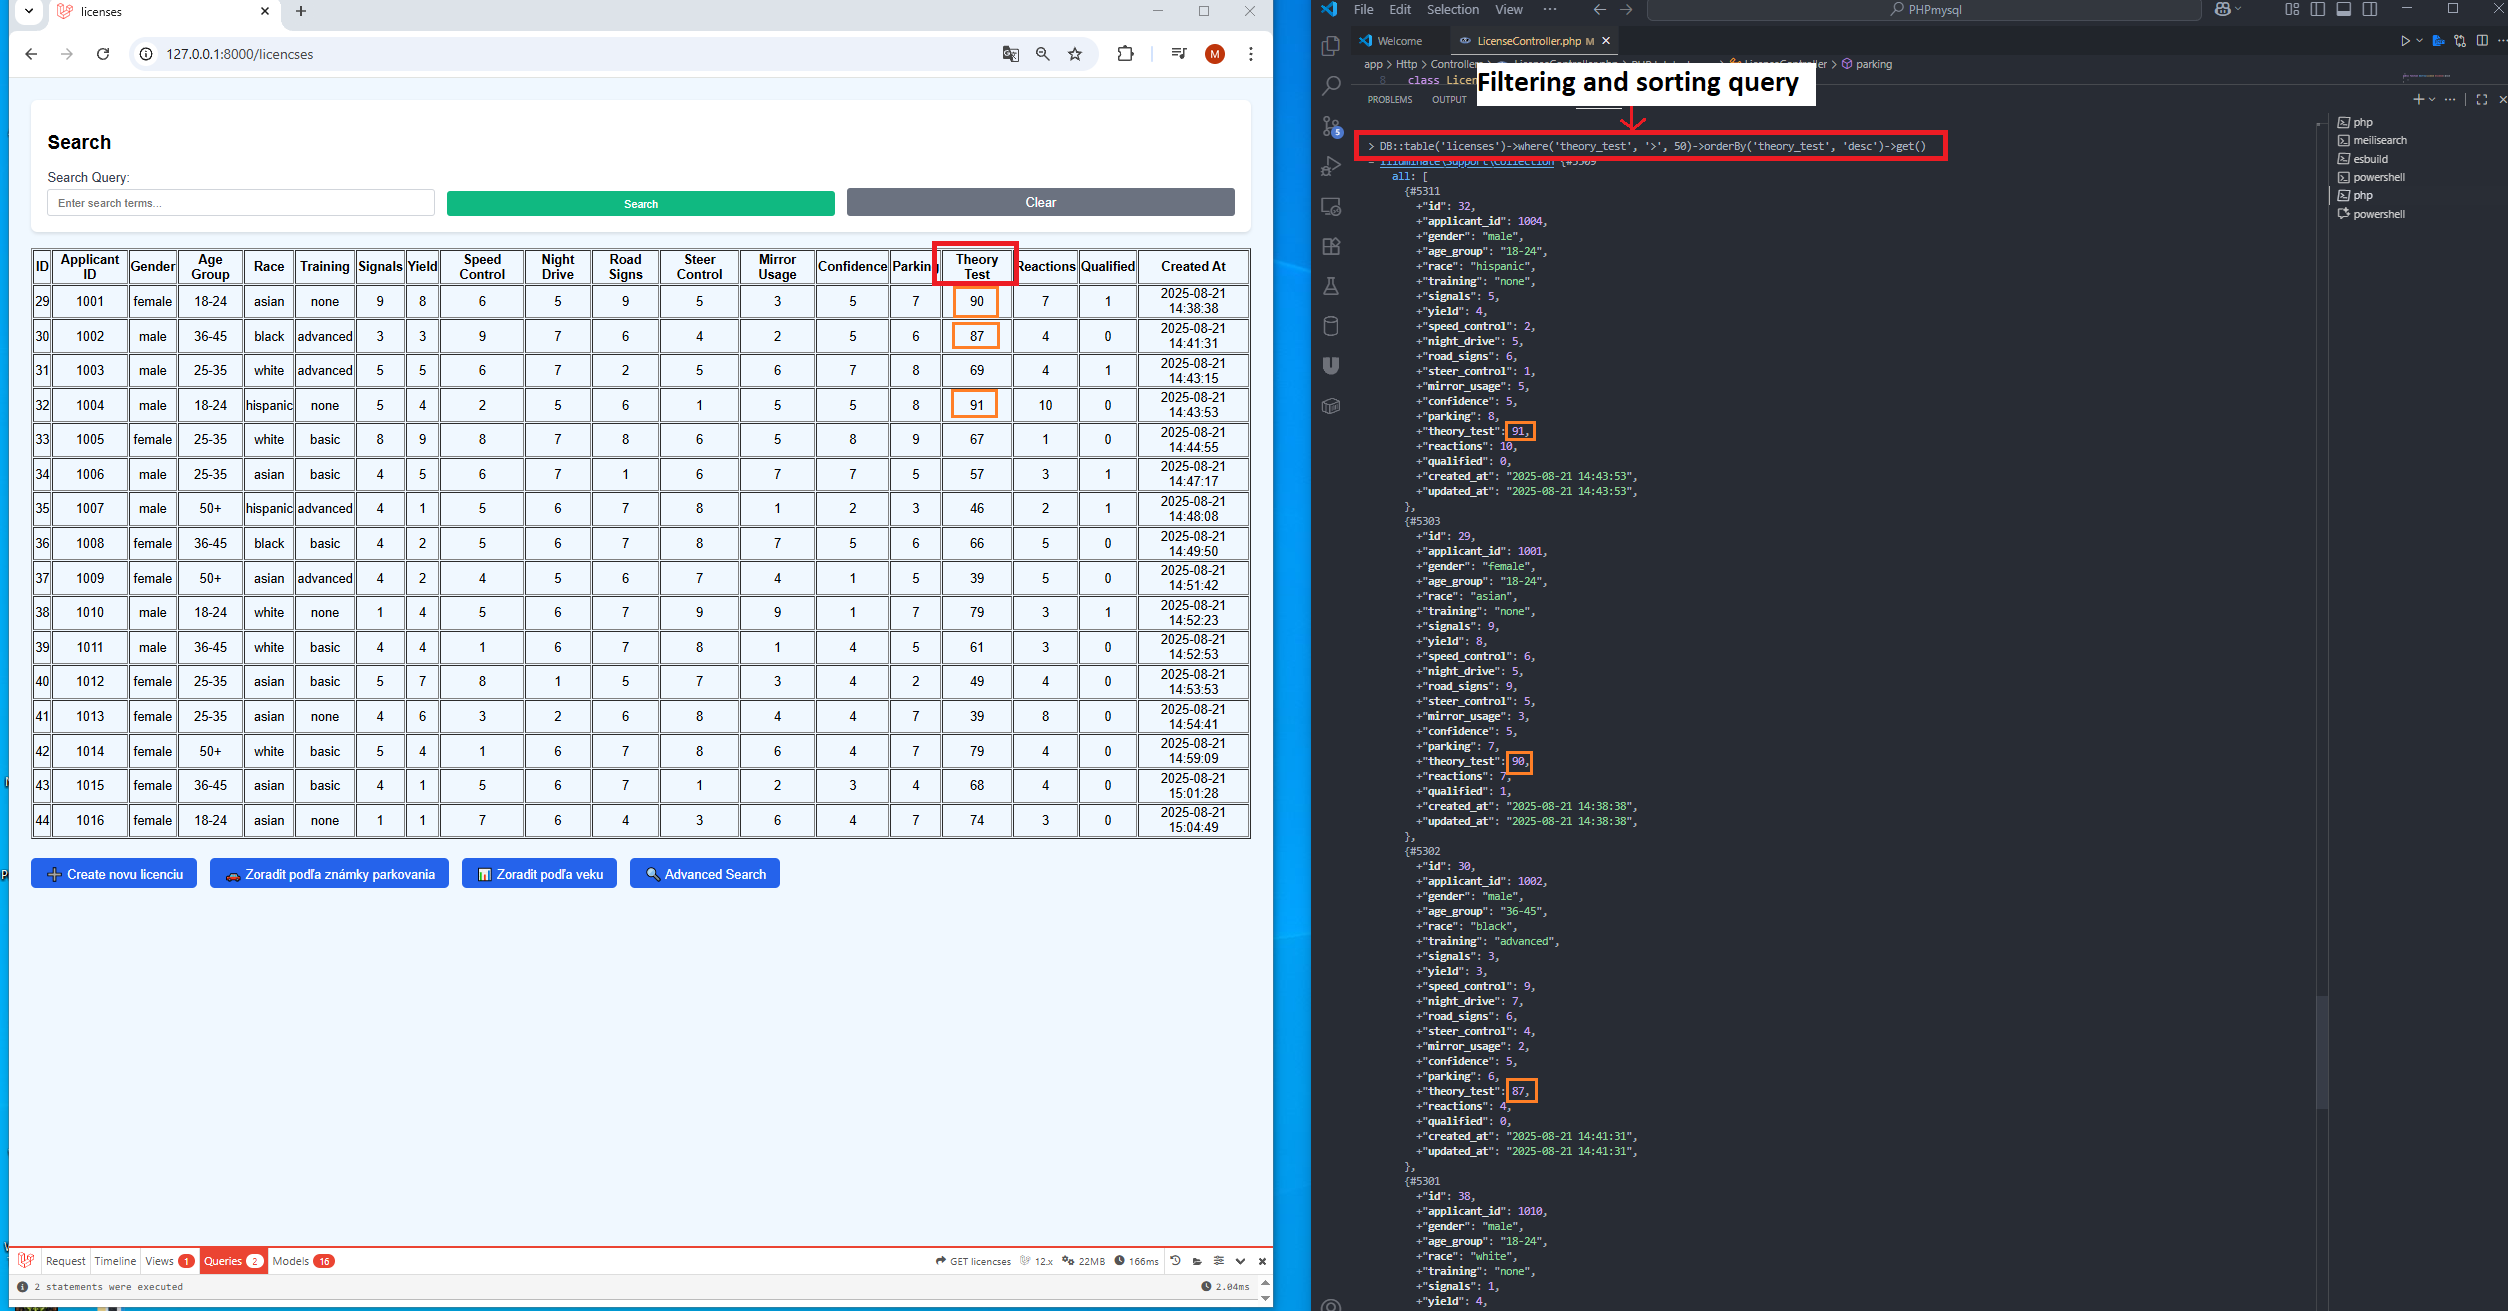 licenses
127.0.0.1:8000/licencses
M
Search
Search Query:
Enter search terms...
Search
Clear
ID Applicant ID Gender Age Group Race Training Signals Yield Speed Control Night Drive Road Signs Steer Control Mirror Usage Confidence Parking Theory Test Reactions Qualified Created At
29 1001 female 18-24 asian none 9 8 6 5 9 5 3 5 7 90 7 1 2025-08-21 14:38:38
30 1002 male 36-45 black advanced 3 3 9 7 6 4 2 5 6 87 4 0 2025-08-21 14:41:31
31 1003 male 25-35 white advanced 5 5 6 7 2 5 6 7 8 69 4 1 2025-08-21 14:43:15
32 1004 male 18-24 hispanic none 5 4 2 5 6 1 5 5 8 91 10 0 2025-08-21 14:43:53
33 1005 female 25-35 white basic 8 9 8 7 8 6 5 8 9 67 1 0 2025-08-21 14:44:55
34 1006 male 25-35 asian basic 4 5 6 7 1 6 7 7 5 57 3 1 2025-08-21 14:47:17
35 1007 male 50+ hispanic advanced 4 1 5 6 7 8 1 2 3 46 2 1 2025-08-21 14:48:08
36 1008 female 36-45 black basic 4 2 5 6 7 8 7 5 6 66 5 0 2025-08-21 14:49:50
37 1009 female 50+ asian advanced 4 2 4 5 6 7 4 1 5 39 5 0 2025-08-21 14:51:42
38 1010 male 18-24 white none 1 4 5 6 7 9 9 1 7 79 3 1 2025-08-21 14:52:23
39 1011 male 36-45 white basic 4 4 1 6 7 8 1 4 5 61 3 0 2025-08-21 14:52:53
40 1012 female 25-35 asian basic 5 7 8 1 5 7 3 4 2 49 4 0 2025-08-21 14:53:53
41 1013 female 25-35 asian none 4 6 3 2 6 8 4 4 7 39 8 0 2025-08-21 14:54:41
42 1014 female 50+ white basic 5 4 1 6 7 8 6 4 7 79 4 0 2025-08-21 14:59:09
43 1015 female 36-45 asian basic 4 1 5 6 7 1 2 3 4 68 4 0 2025-08-21 15:01:28
44 1016 female 18-24 asian none 1 1 7 6 4 3 6 4 7 74 3 0 2025-08-21 15:04:49
Create novu licenciu
Zoradit podľa známky parkovania
Zoradit podľa veku
Advanced Search
Request Timeline Views 1 Queries 2 Models 16 GET licencses 12.x 22MB 166ms
2 statements were executed 2.04ms
File Edit Selection View ... PHPmysql
Welcome LicenseController.php M
app > Http > parking
8 class Licen
PROBLEMS OUTPUT
Filtering and sorting query
> DB::table('licenses')->where('theory_test', '>', 50)->orderBy('theory_test', 'desc')->get()
= Illuminate\Support\Collection {#5309
all: [
{#5311
+"id": 32,
+"applicant_id": 1004,
+"gender": "male",
+"age_group": "18-24",
+"race": "hispanic",
+"training": "none",
+"signals": 5,
+"yield": 4,
+"speed_control": 2,
+"night_drive": 5,
+"road_signs": 6,
+"steer_control": 1,
+"mirror_usage": 5,
+"confidence": 5,
+"parking": 8,
+"theory_test": 91,
+"reactions": 10,
+"qualified": 0,
+"created_at": "2025-08-21 14:43:53",
+"updated_at": "2025-08-21 14:43:53",
},
{#5303
+"id": 29,
+"applicant_id": 1001,
+"gender": "female",
+"age_group": "18-24",
+"race": "asian",
+"training": "none",
+"signals": 9,
+"yield": 8,
+"speed_control": 6,
+"night_drive": 5,
+"road_signs": 9,
+"steer_control": 5,
+"mirror_usage": 3,
+"confidence": 5,
+"parking": 7,
+"theory_test": 90,
+"reactions": 7,
+"qualified": 1,
+"created_at": "2025-08-21 14:38:38",
+"updated_at": "2025-08-21 14:38:38",
},
{#5302
+"id": 30,
+"applicant_id": 1002,
+"gender": "male",
+"age_group": "36-45",
+"race": "black",
+"training": "advanced",
+"signals": 3,
+"yield": 3,
+"speed_control": 9,
+"night_drive": 7,
+"road_signs": 6,
+"steer_control": 4,
+"mirror_usage": 2,
+"confidence": 5,
+"parking": 6,
+"theory_test": 87,
+"reactions": 4,
+"qualified": 0,
+"created_at": "2025-08-21 14:41:31",
+"updated_at": "2025-08-21 14:41:31",
},
{#5301
+"id": 38,
+"applicant_id": 1010,
+"gender": "male",
+"age_group": "18-24",
+"race": "white",
+"training": "none",
+"signals": 1,
+"yield": 4,
php
meilisearch
esbuild
powershell
php
powershell
5